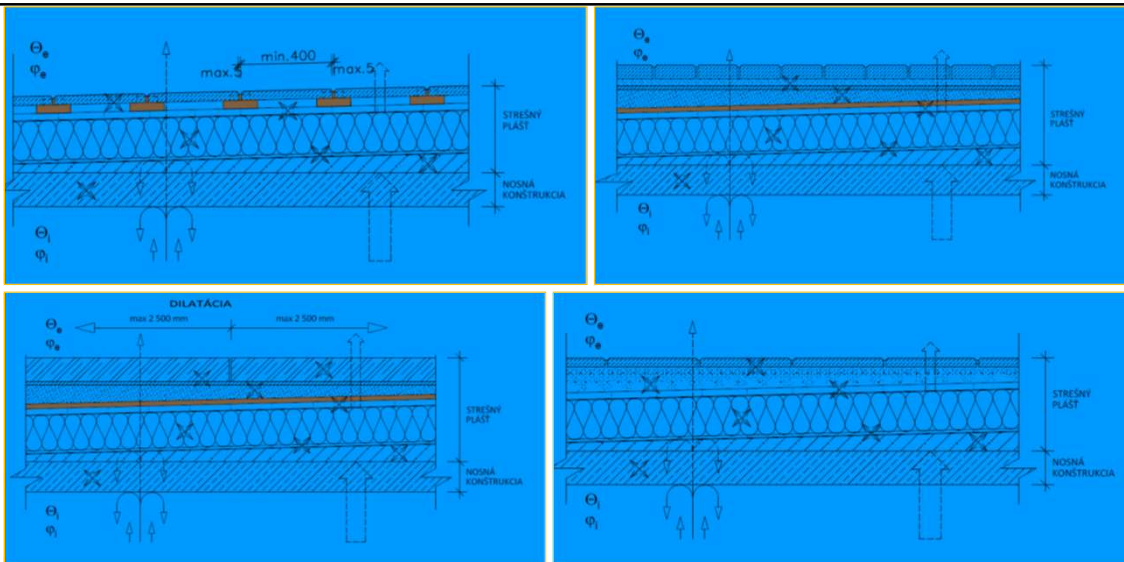 Θe
φe
min.400
max.5
max.5
STREŠNÝ
PLÁŠŤ
NOSNÁ
KONŠTRUKCIA
Θi
φi
Θe
φe
STREŠNÝ
PLÁŠŤ
NOSNÁ
KONŠTRUKCIA
Θi
φi
DILATÁCIA
max 2 500 mm
max 2 500 mm
Θe
φe
STREŠNÝ
PLÁŠŤ
NOSNÁ
KONŠTRUKCIA
Θi
φi
Θe
φe
STREŠNÝ
PLÁŠŤ
NOSNÁ
KONŠTRUKCIA
Θi
φi